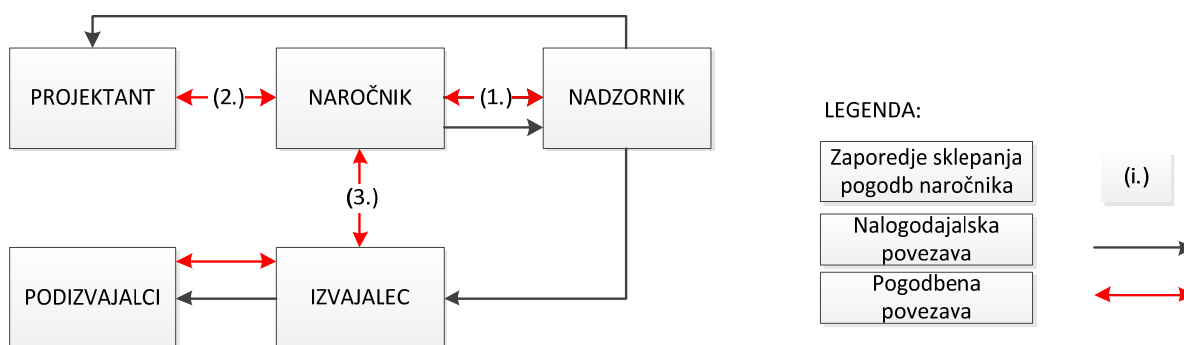 PROJEKTANT
(2.)
NAROČNIK
(1.)
NADZORNIK
(3.)
PODIZVAJALCI
IZVAJALEC
LEGENDA:
Zaporedje sklepanja
pogodb naročnika
(i.)
Nalogodajalska
povezava
Pogodbena
povezava